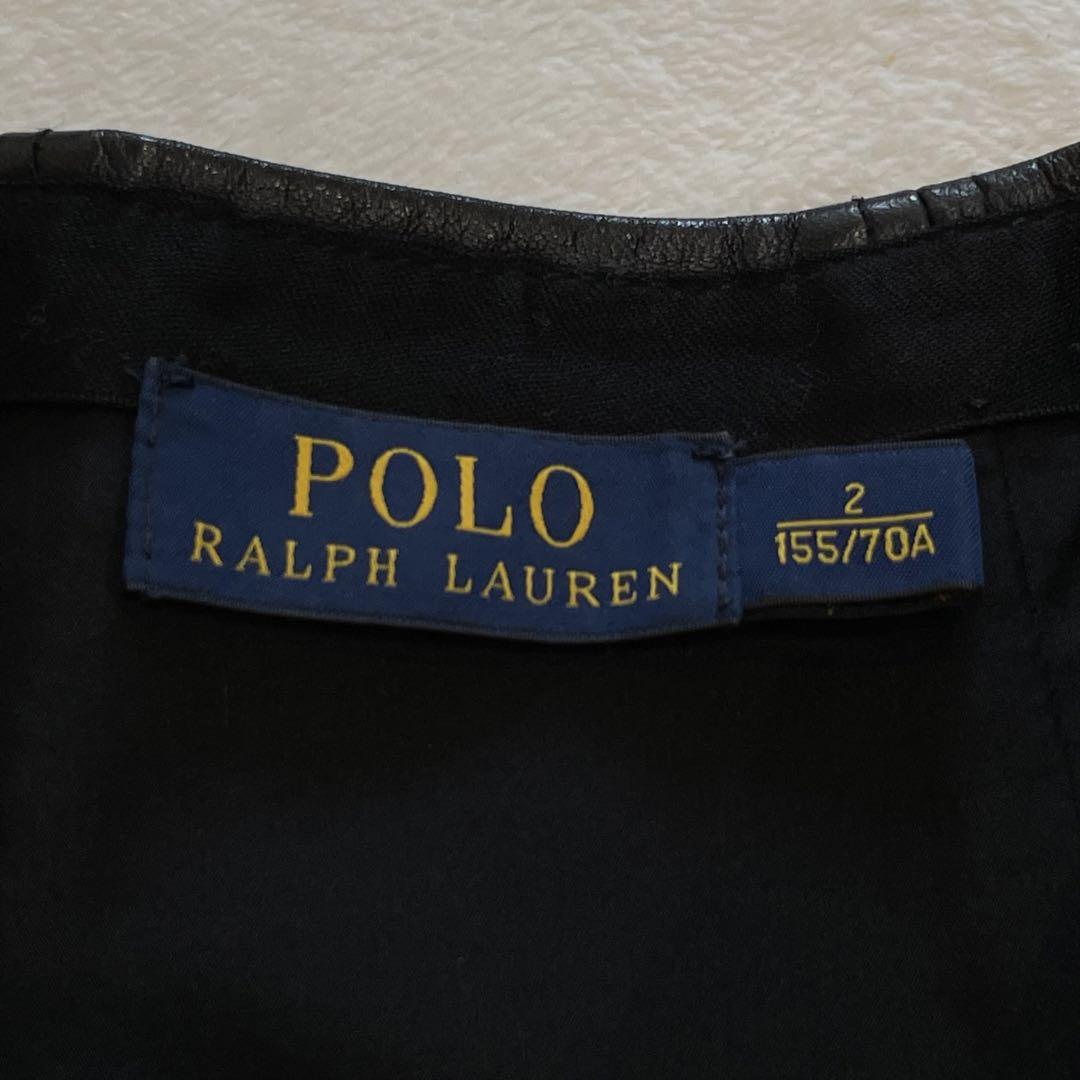 POLO
RALPH LAUREN
2
155/70A